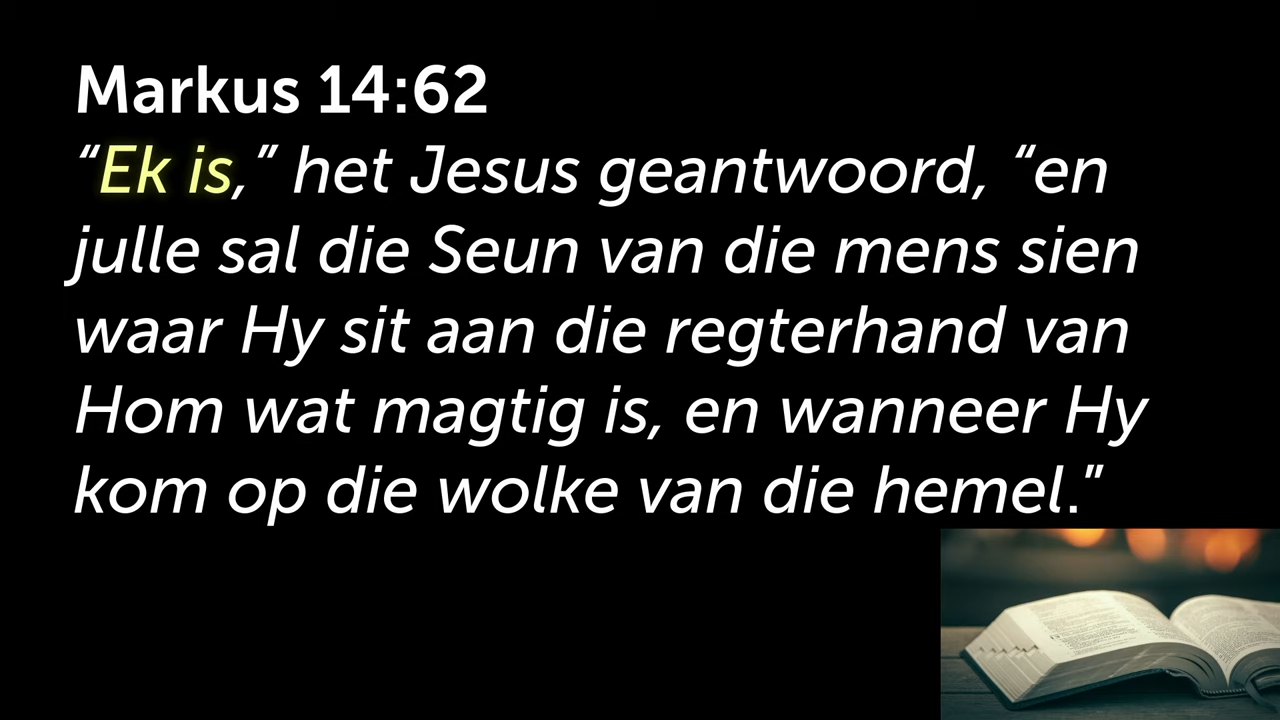 Markus 14:62
“Ek is,” het Jesus geantwoord, “en
julle sal die Seun van die mens sien
waar Hy sit aan die regterhand van
Hom wat magtig is, en wanneer Hy
kom op die wolke van die hemel.”